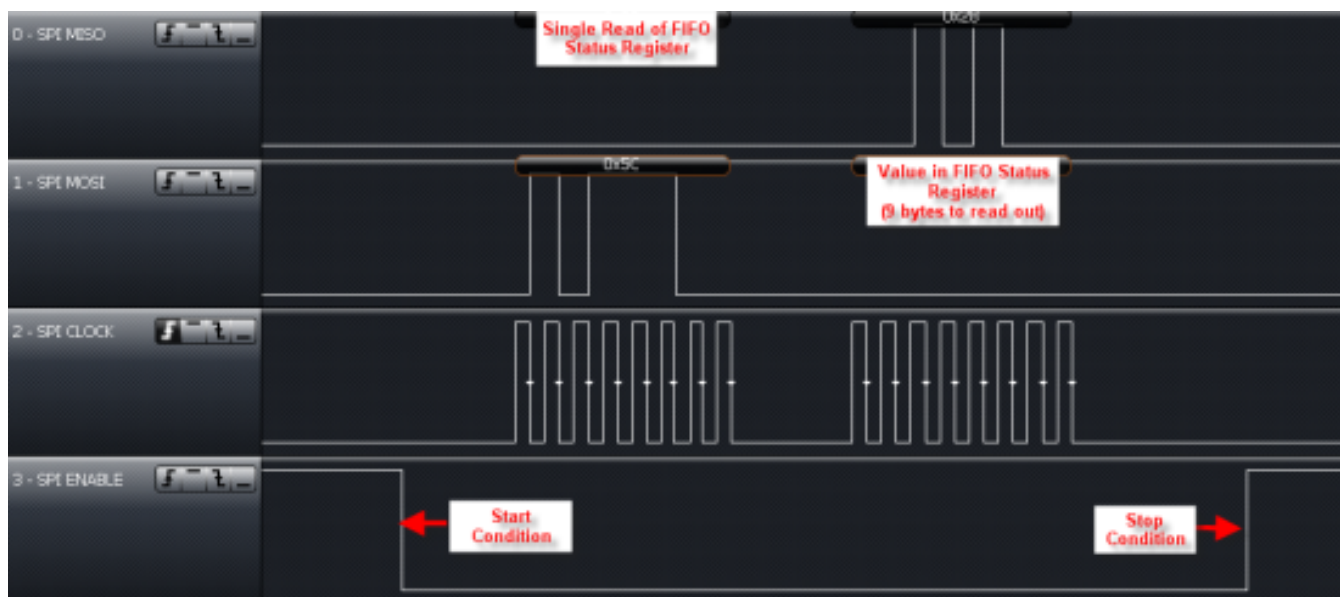 0 - SPI MISO
Single Read of FIFO
Status Register
0X28
1 - SPI MOSI
0X5C
Value in FIFO Status
Register
(9 bytes to read out)
2 - SPI CLOCK
3 - SPI ENABLE
Start
Condition
Stop
Condition